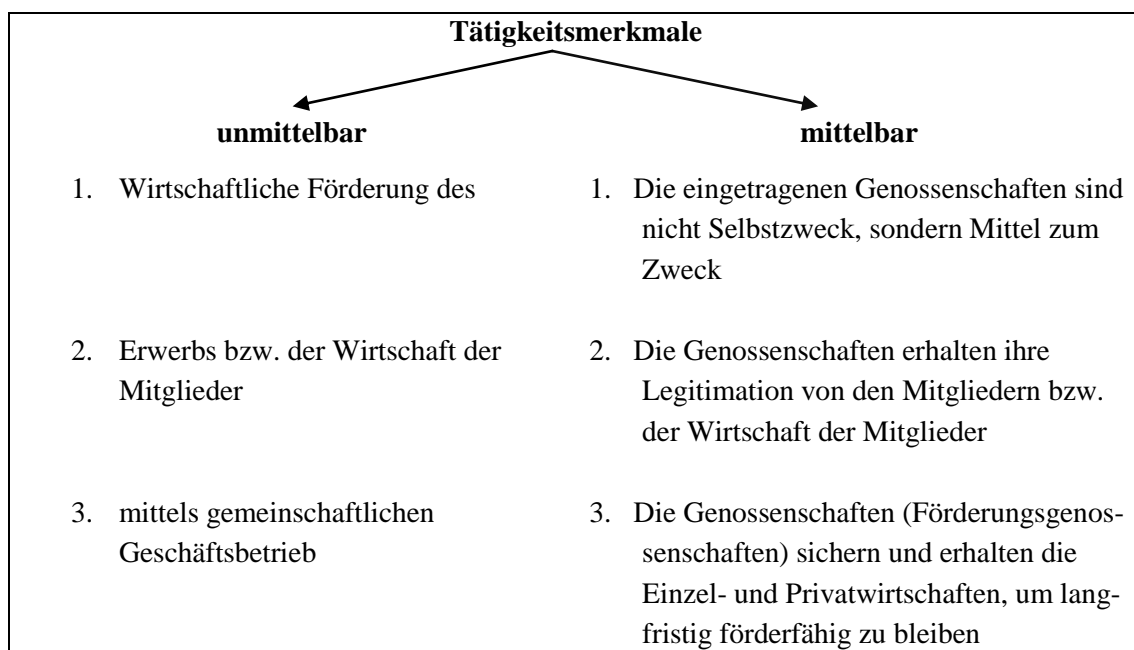 Tätigkeitsmerkmale
unmittelbar
1. Wirtschaftliche Förderung des
2. Erwerbs bzw. der Wirtschaft der
Mitglieder
3. mittels gemeinschaftlichen
Geschäftsbetrieb
mittelbar
1. Die eingetragenen Genossenschaften sind
nicht Selbstzweck, sondern Mittel zum
Zweck
2. Die Genossenschaften erhalten ihre
Legitimation von den Mitgliedern bzw.
der Wirtschaft der Mitglieder
3. Die Genossenschaften (Förderungsgenos-
senschaften) sichern und erhalten die
Einzel- und Privatwirtschaften, um lang-
fristig förderfähig zu bleiben